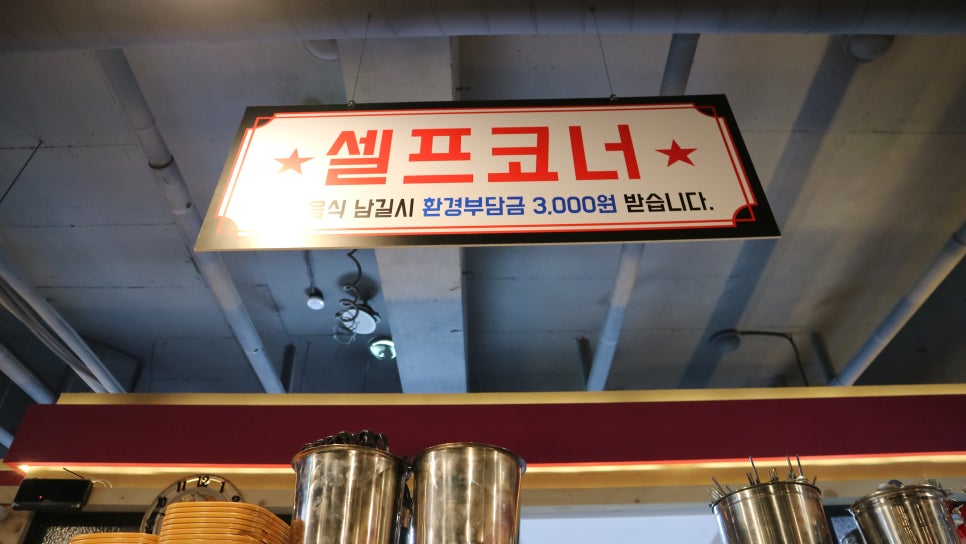 ★ 셀프코너 ★
음식 남길시 환경부담금 3,000원 받습니다.
12